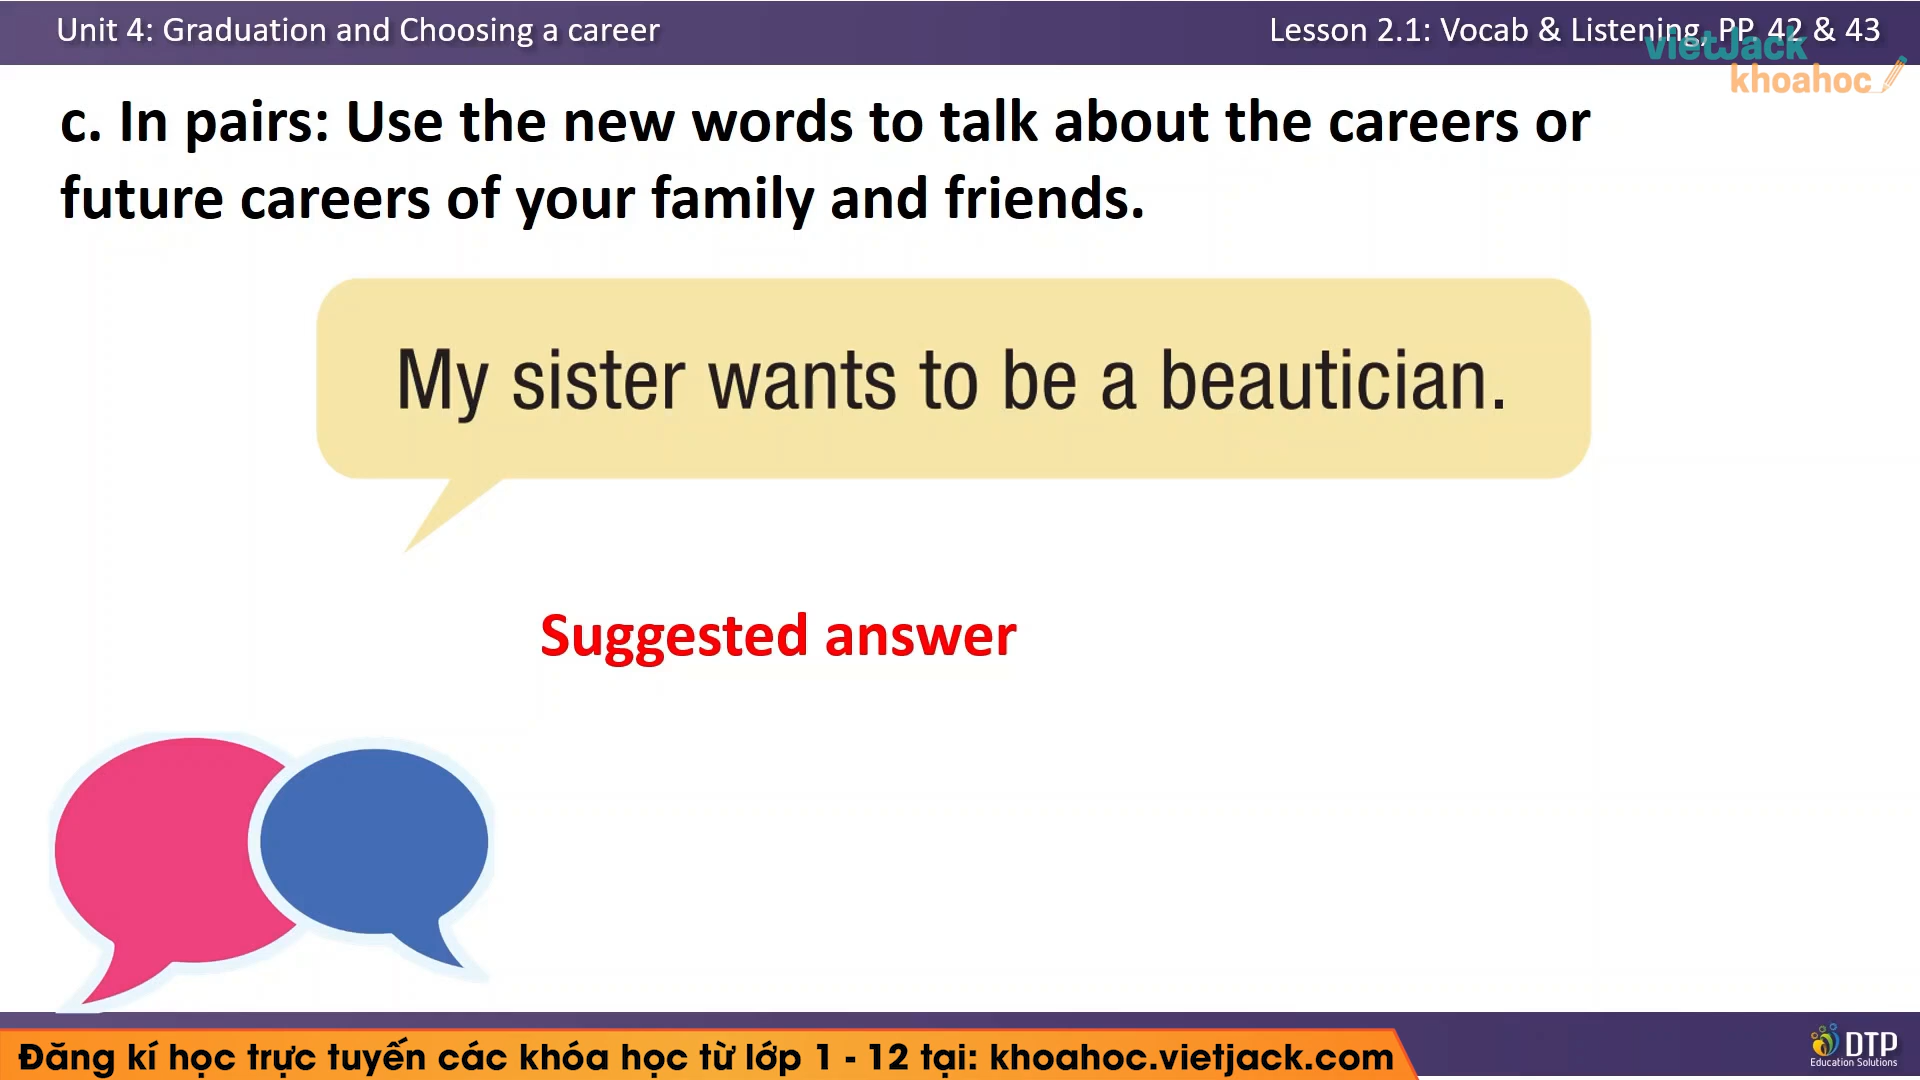 Unit 4: Graduation and Choosing a career
Lesson 2.1: Vocab & Listening, PP. 42 & 43
vietJack
khoahoc
c. In pairs: Use the new words to talk about the careers or
future careers of your family and friends.
My sister wants to be a beautician.
Suggested answer
Đăng kí học trực tuyến các khóa học từ lớp 1 - 12 tại: khoahoc.vietjack.com
DTP
Education Solutions